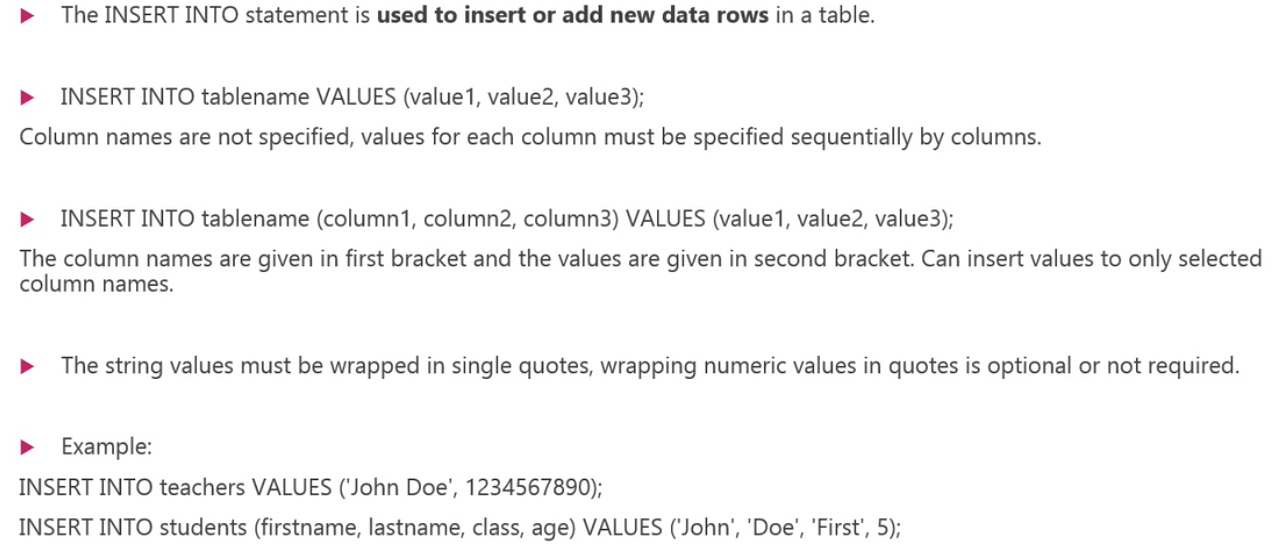 The INSERT INTO statement is used to insert or add new data rows in a table.
INSERT INTO tablename VALUES (value1, value2, value3);
Column names are not specified, values for each column must be specified sequentially by columns.
INSERT INTO tablename (column1, column2, column3) VALUES (value1, value2, value3);
The column names are given in first bracket and the values are given in second bracket. Can insert values to only selected
column names.
The string values must be wrapped in single quotes, wrapping numeric values in quotes is optional or not required.
Example:
INSERT INTO teachers VALUES ('John Doe', 1234567890);
INSERT INTO students (firstname, lastname, class, age) VALUES ('John', 'Doe', 'First', 5);